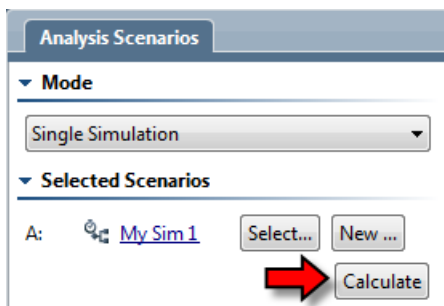 Analysis Scenarios
Mode
Single Simulation
Selected Scenarios
A: My Sim 1 Select... New ...
Calculate